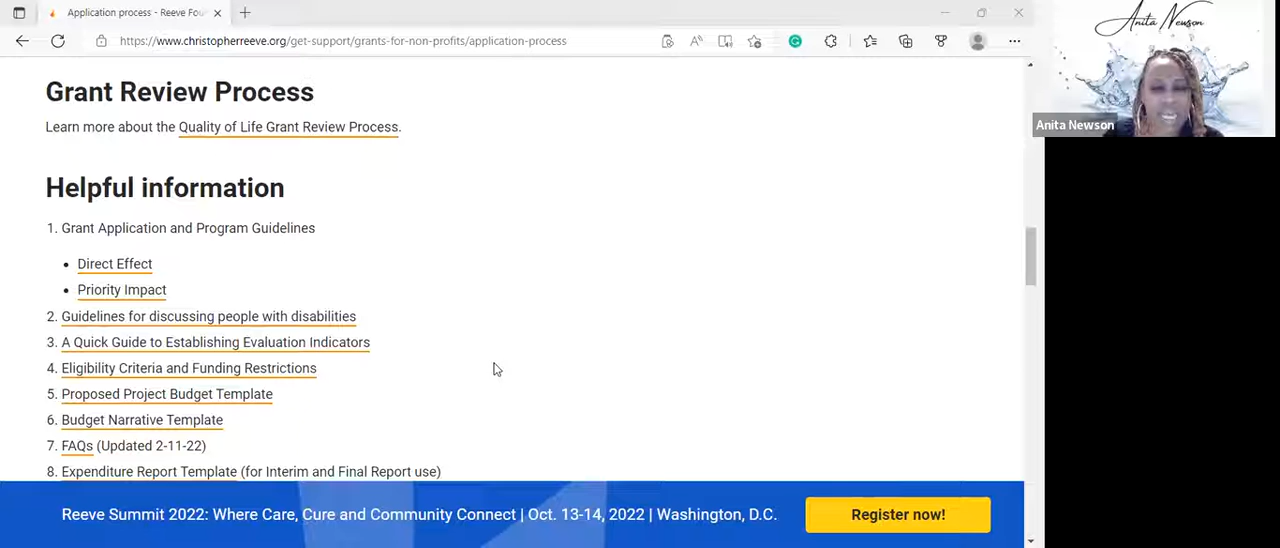 Application process - Reeve Fou
https://www.christopherreeve.org/get-support/grants-for-non-profits/application-process
Anita Newson
Anita Newson
Grant Review Process
Learn more about the Quality of Life Grant Review Process.
Helpful information
1. Grant Application and Program Guidelines
• Direct Effect
• Priority Impact
2. Guidelines for discussing people with disabilities
3. A Quick Guide to Establishing Evaluation Indicators
4. Eligibility Criteria and Funding Restrictions
5. Proposed Project Budget Template
6. Budget Narrative Template
7. FAQs (Updated 2-11-22)
8. Expenditure Report Template (for Interim and Final Report use)
Reeve Summit 2022: Where Care, Cure and Community Connect | Oct. 13-14, 2022 | Washington, D.C.
Register now!